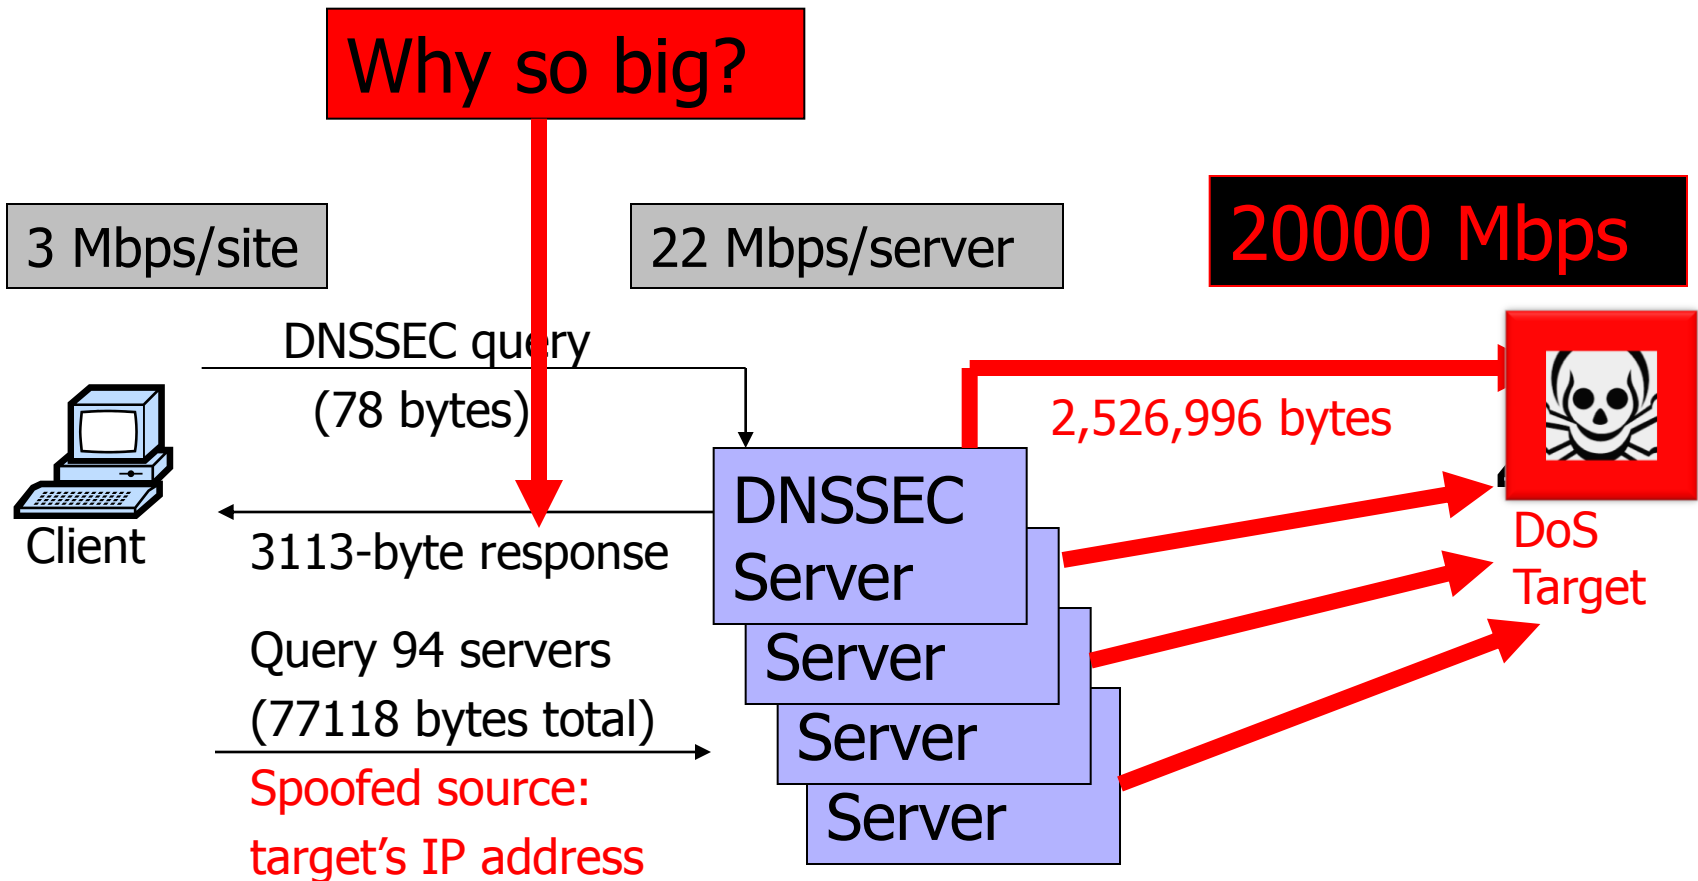 Why so big?
3 Mbps/site
22 Mbps/server
20000 Mbps
DNSSEC query
(78 bytes)
2,526,996 bytes
Client
3113-byte response
DNSSEC
Server
DoS
Target
Query 94 servers
(77118 bytes total)
Server
Server
Spoofed source:
target’s IP address
Server